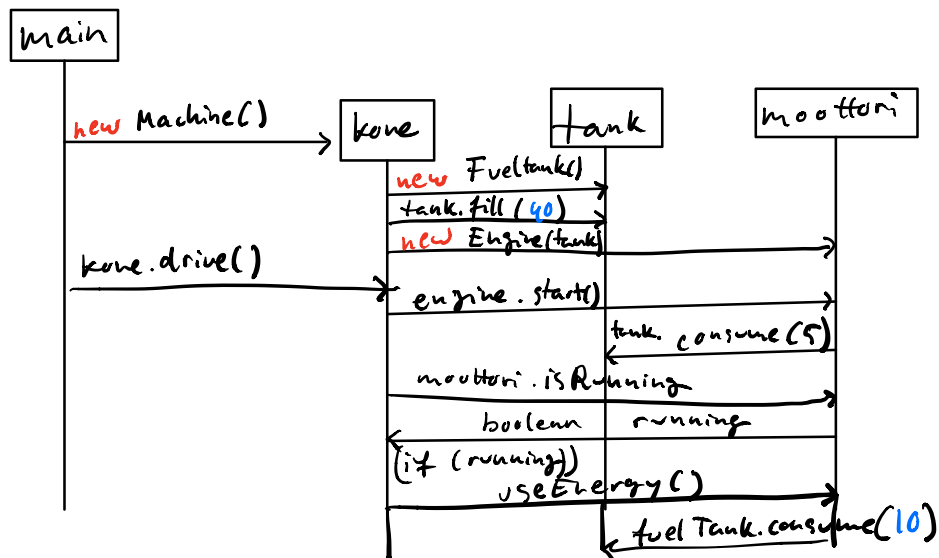 main
new Machine()
kone
tank
moottori
new Fueltank()
tank.fill(40)
new Engine(tank)
kone.drive()
engine.start()
tank.consume(5)
moottori.isRunning
boolean running
(if (running))
useEnergy()
fuelTank.consume(10)